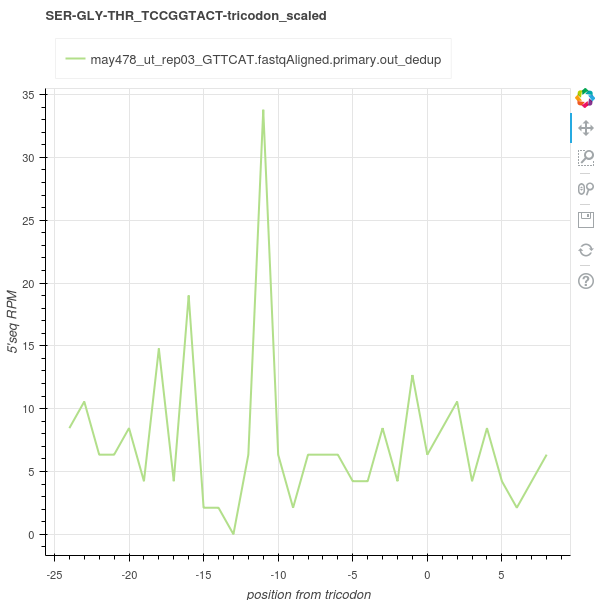 SER-GLY-THR_TCCGGTACT-tricodon_scaled
may478_ut_rep03_GTTCAT.fastqAligned.primary.out_dedup
35
30
25
20
15
10
5
0
5'seq RPM
-25 -20 -15 -10 -5 0 5
position from tricodon